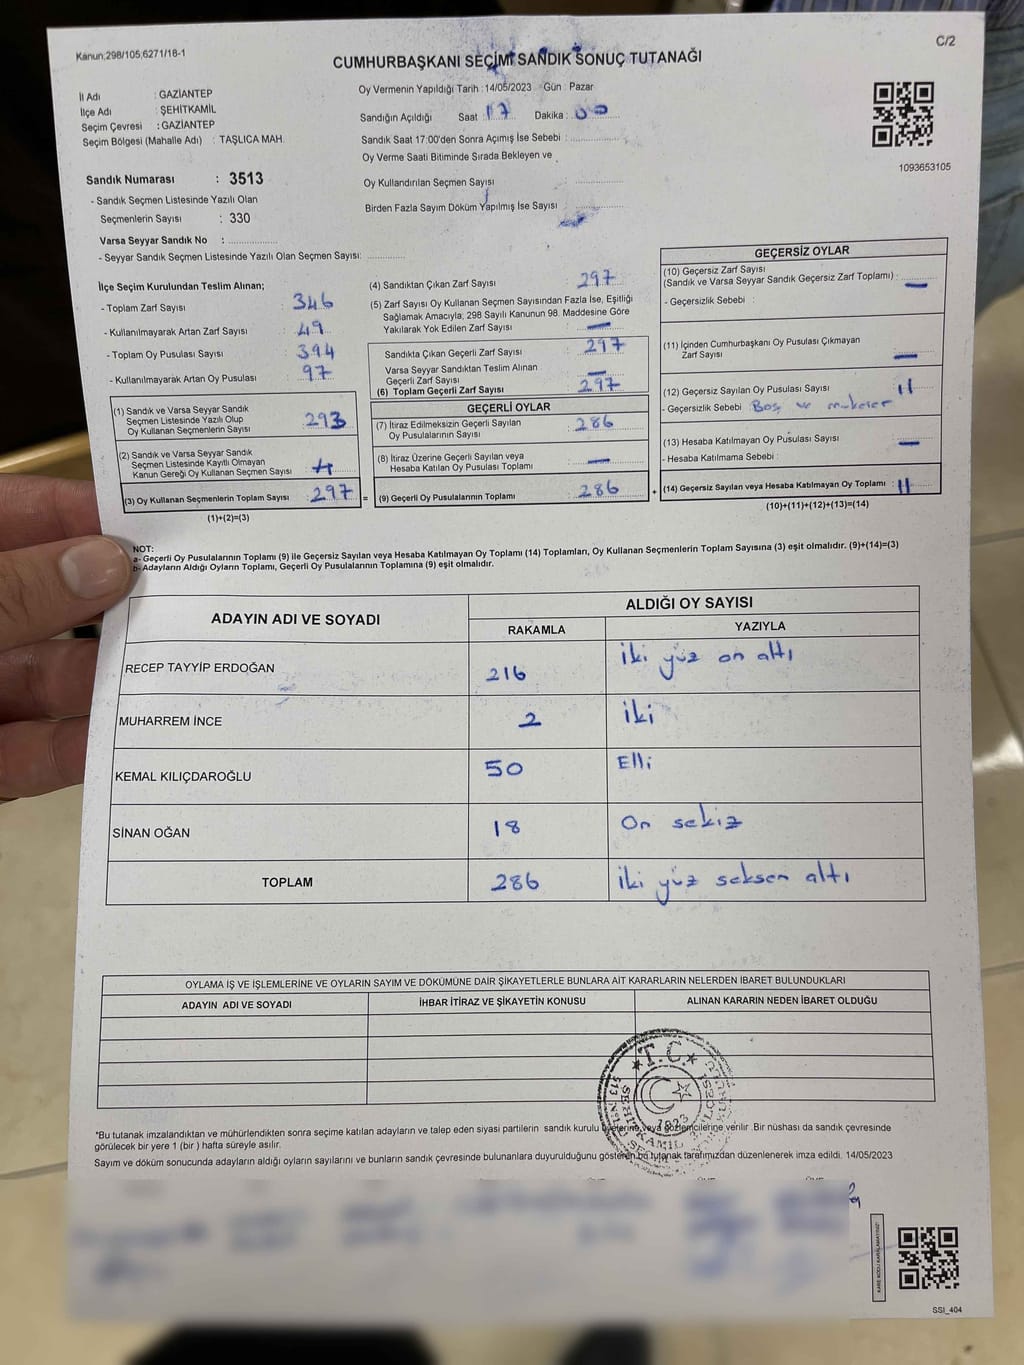 Kanun;298/105,6271/18-1
C/2
CUMHURBAŞKANI SEÇİMİ SANDIK SONUÇ TUTANAĞI
İl Adı : GAZİANTEP
İlçe Adı : ŞEHİTKAMİL
Seçim Çevresi : GAZİANTEP
Seçim Bölgesi (Mahalle Adı) : TAŞLICA MAH.
Oy Vermenin Yapıldığı Tarih : 14/05/2023 Gün : Pazar
Sandığın Açıldığı Saat : 17 Dakika : 00
Sandık Saat 17:00'den Sonra Açımış İse Sebebi :
Oy Verme Saati Bitiminde Sırada Bekleyen ve
Oy Kullandırılan Seçmen Sayısı
Birden Fazla Sayım Döküm Yapılmış İse Sayısı
1093653105
Sandık Numarası : 3513
- Sandık Seçmen Listesinde Yazılı Olan
Seçmenlerin Sayısı : 330
Varsa Seyyar Sandık No :
- Seyyar Sandık Seçmen Listesinde Yazılı Olan Seçmen Sayısı:
İlçe Seçim Kurulundan Teslim Alınan;
- Toplam Zarf Sayısı 346
- Kullanılmayarak Artan Zarf Sayısı 49
- Toplam Oy Pusulası Sayısı 394
- Kullanılmayarak Artan Oy Pusulası 97
(1) Sandık ve Varsa Seyyar Sandık
Seçmen Listesinde Yazılı Olup
Oy Kullanan Seçmenlerin Sayısı 293
(2) Sandık ve Varsa Seyyar Sandık
Seçmen Listesinde Kayıtlı Olmayan
Kanun Gereği Oy Kullanan Seçmen Sayısı 4
(3) Oy Kullanan Seçmenlerin Toplam Sayısı 297 =
(1)+(2)=(3)
(4) Sandıktan Çıkan Zarf Sayısı 297
(5) Zarf Sayısı Oy Kullanan Seçmen Sayısından Fazla İse, Eşitliği
Sağlamak Amacıyla; 298 Sayılı Kanunun 98. Maddesine Göre
Yakılarak Yok Edilen Zarf Sayısı —
Sandıkta Çıkan Geçerli Zarf Sayısı 297
Varsa Seyyar Sandıktan Teslim Alınan
Geçerli Zarf Sayısı —
(6) Toplam Geçerli Zarf Sayısı 297
GEÇERLİ OYLAR
(7) İtiraz Edilmeksizin Geçerli Sayılan
Oy Pusulalarının Sayısı 286
(8) İtiraz Üzerine Geçerli Sayılan veya
Hesaba Katılan Oy Pusulası Toplamı —
(9) Geçerli Oy Pusulalarının Toplamı 286 +
GEÇERSİZ OYLAR
(10) Geçersiz Zarf Sayısı
(Sandık ve Varsa Seyyar Sandık Geçersiz Zarf Toplamı) : —
- Geçersizlik Sebebi :
(11) İçinden Cumhurbaşkanı Oy Pusulası Çıkmayan
Zarf Sayısı —
(12) Geçersiz Sayılan Oy Pusulası Sayısı 11
- Geçersizlik Sebebi Boş ve mükerrer
(13) Hesaba Katılmayan Oy Pusulası Sayısı —
- Hesaba Katılmama Sebebi :
(14) Geçersiz Sayılan veya Hesaba Katılmayan Oy Toplamı : 11
(10)+(11)+(12)+(13)=(14)
NOT:
a- Geçerli Oy Pusulalarının Toplamı (9) ile Geçersiz Sayılan veya Hesaba Katılmayan Oy Toplamı (14) Toplamları, Oy Kullanan Seçmenlerin Toplam Sayısına (3) eşit olmalıdır. (9)+(14)=(3)
b- Adayların Aldığı Oyların Toplamı, Geçerli Oy Pusulalarının Toplamına (9) eşit olmalıdır.
ADAYIN ADI VE SOYADI
ALDIĞI OY SAYISI
RAKAMLA YAZIYLA
RECEP TAYYİP ERDOĞAN 216 iki yüz on altı
MUHARREM İNCE 2 iki
KEMAL KILIÇDAROĞLU 50 Elli
SİNAN OĞAN 18 On sekiz
TOPLAM 286 iki yüz seksen altı
OYLAMA İŞ VE İŞLEMLERİNE VE OYLARIN SAYIM VE DÖKÜMÜNE DAİR ŞİKAYETLERLE BUNLARA AİT KARARLARIN NELERDEN İBARET BULUNDUKLARI
ADAYIN ADI VE SOYADI İHBAR İTİRAZ VE ŞİKAYETİN KONUSU ALINAN KARARIN NEDEN İBARET OLDUĞU
T.C.
1923
*Bu tutanak imzalandıktan ve mühürlendikten sonra seçime katılan adayların ve talep eden siyasi partilerin sandık kurulu üyelerine veya gözlemcilerine verilir. Bir nüshası da sandık çevresinde
görülecek bir yere 1 (bir) hafta süreyle asılır.
Sayım ve döküm sonucunda adayların aldığı oyların sayılarını ve bunların sandık çevresinde bulunanlara duyurulduğunu gösteren bu tutanak tarafımızdan düzenlenerek imza edildi. 14/05/2023
SSI_404